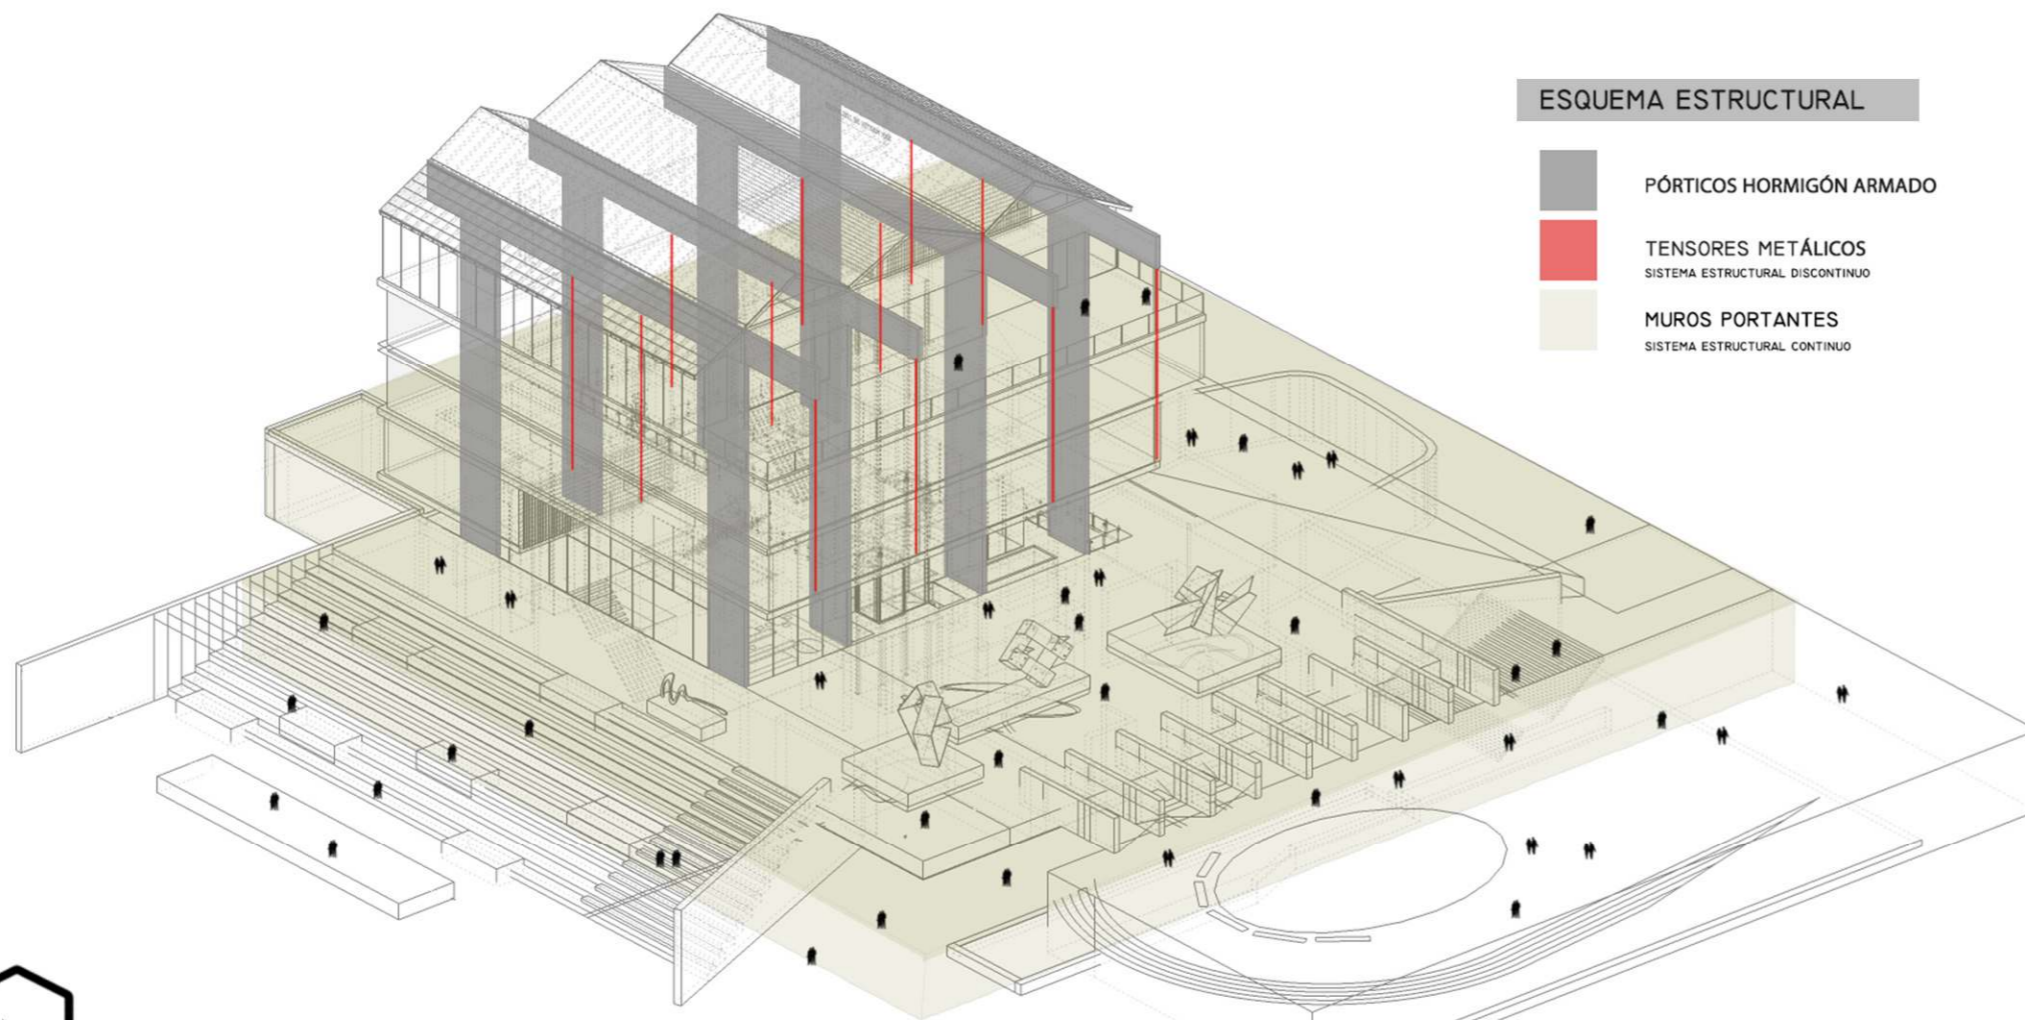 ESQUEMA ESTRUCTURAL
PÓRTICOS HORMIGÓN ARMADO
TENSORES METÁLICOS
SISTEMA ESTRUCTURAL DISCONTINUO
MUROS PORTANTES
SISTEMA ESTRUCTURAL CONTINUO